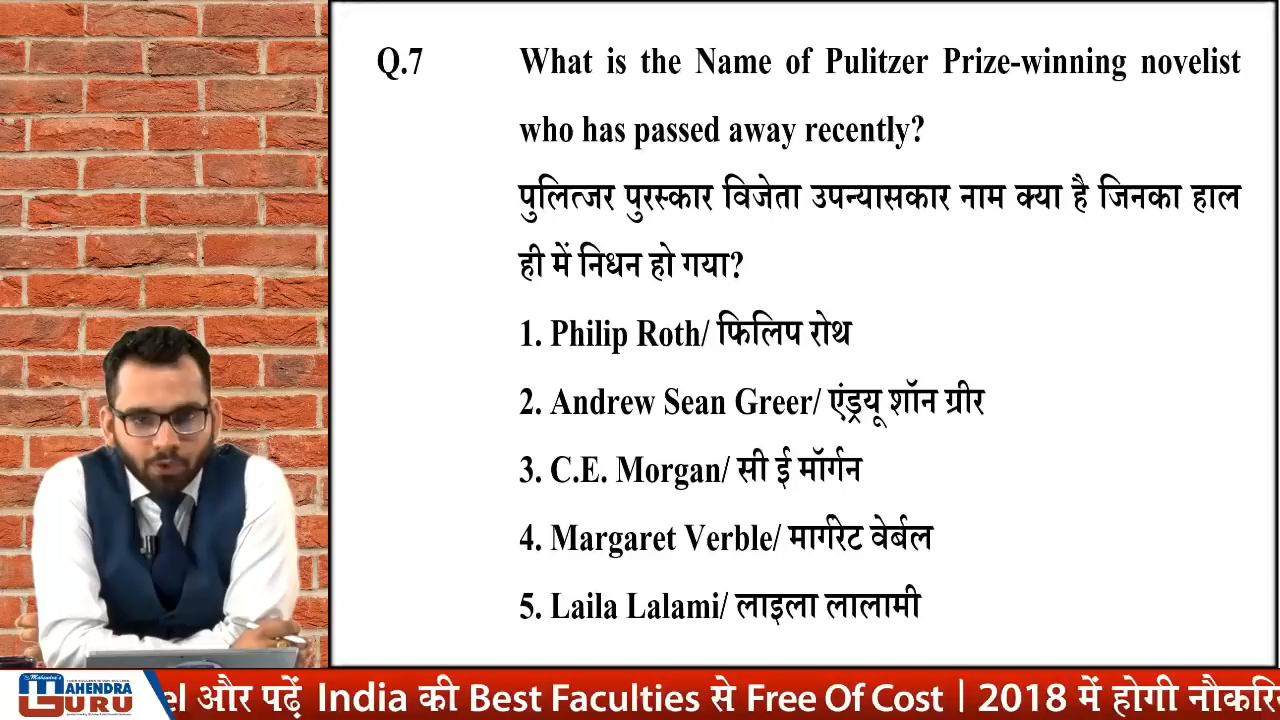 Q.7 What is the Name of Pulitzer Prize-winning novelist
who has passed away recently?
पुलित्जर पुरस्कार विजेता उपन्यासकार नाम क्या है जिनका हाल
ही में निधन हो गया?
1. Philip Roth/ फिलिप रोथ
2. Andrew Sean Greer/ एंड्रयू शॉन ग्रीर
3. C.E. Morgan/ सी ई मॉर्गन
4. Margaret Verble/ मार्गरेट वेर्बल
5. Laila Lalami/ लाइला लालामी
Mahendra's
MAHENDRA
GURU
el और पढ़ें India की Best Faculties से Free Of Cost | 2018 में होगी नौकरि